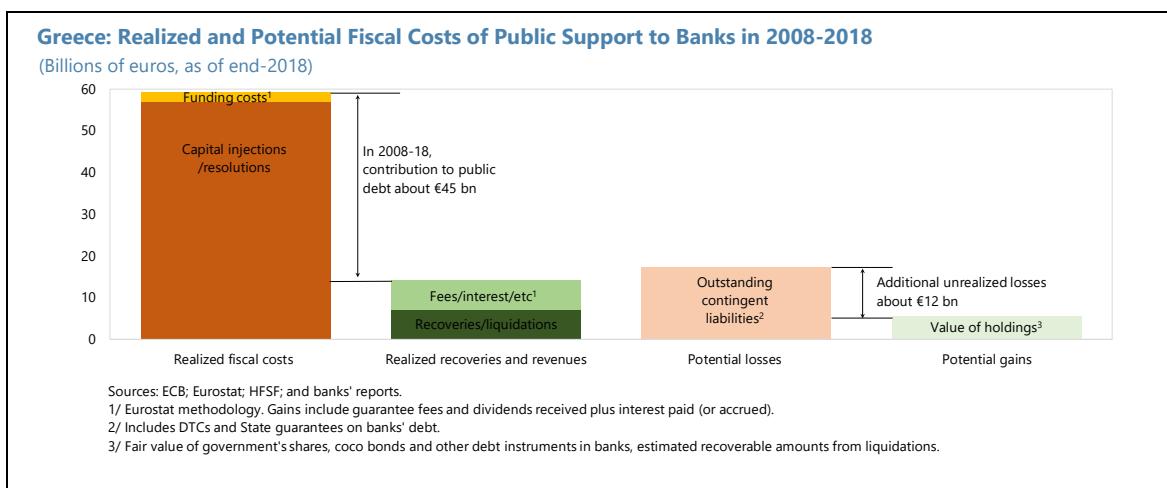 Greece: Realized and Potential Fiscal Costs of Public Support to Banks in 2008-2018
(Billions of euros, as of end-2018)
60
50
40
30
20
10
0
Funding costs¹
Capital injections
/resolutions
In 2008-18,
contribution to public
debt about €45 bn
Fees/interest/etc¹
Recoveries/liquidations
Outstanding
contingent
liabilities²
Additional unrealized losses
about €12 bn
Value of holdings³
Realized fiscal costs
Realized recoveries and revenues
Potential losses
Potential gains
Sources: ECB; Eurostat; HFSF; and banks' reports.
1/ Eurostat methodology. Gains include guarantee fees and dividends received plus interest paid (or accrued).
2/ Includes DTCs and State guarantees on banks' debt.
3/ Fair value of government's shares, coco bonds and other debt instruments in banks, estimated recoverable amounts from liquidations.